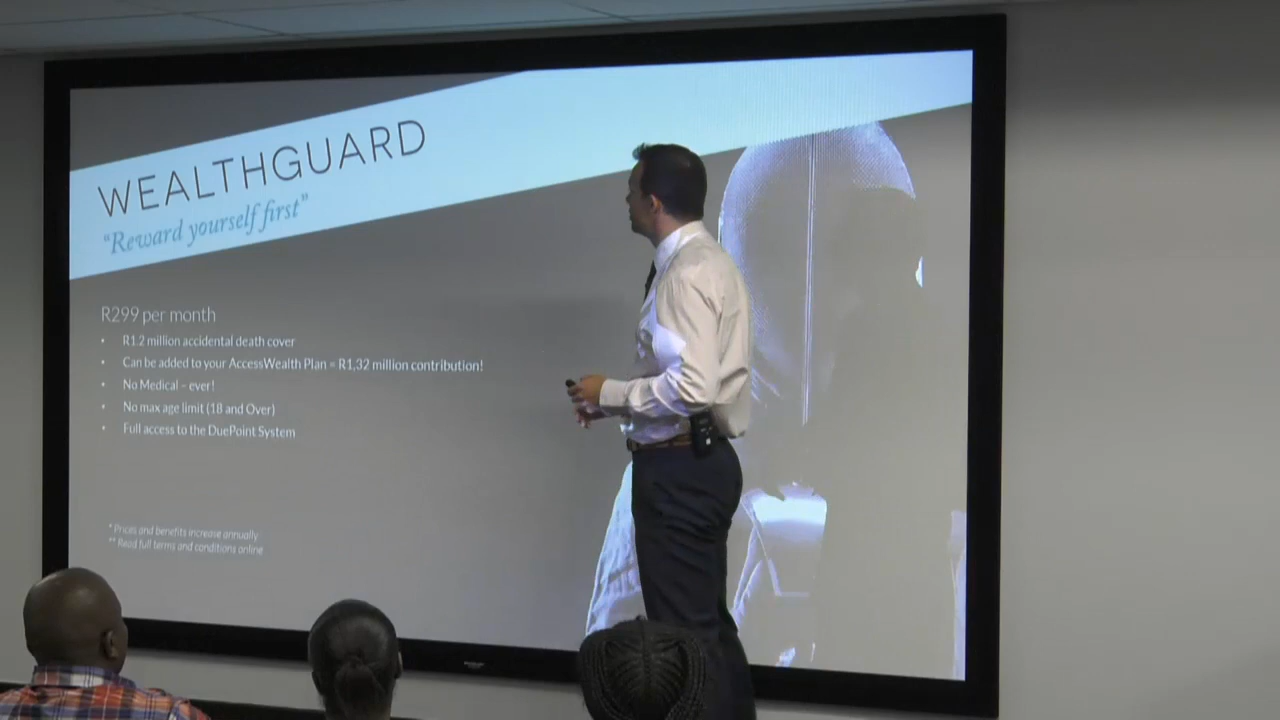 WEALTHGUARD
"Reward yourself first"
R299 per month
• R1.2 million accidental death cover
• Can be added to your AccessWealth Plan = R1,32 million contribution!
• No Medical – ever!
• No max age limit (18 and Over)
• Full access to the DuePoint System
* Prices and benefits increase annually
** Read full terms and conditions online